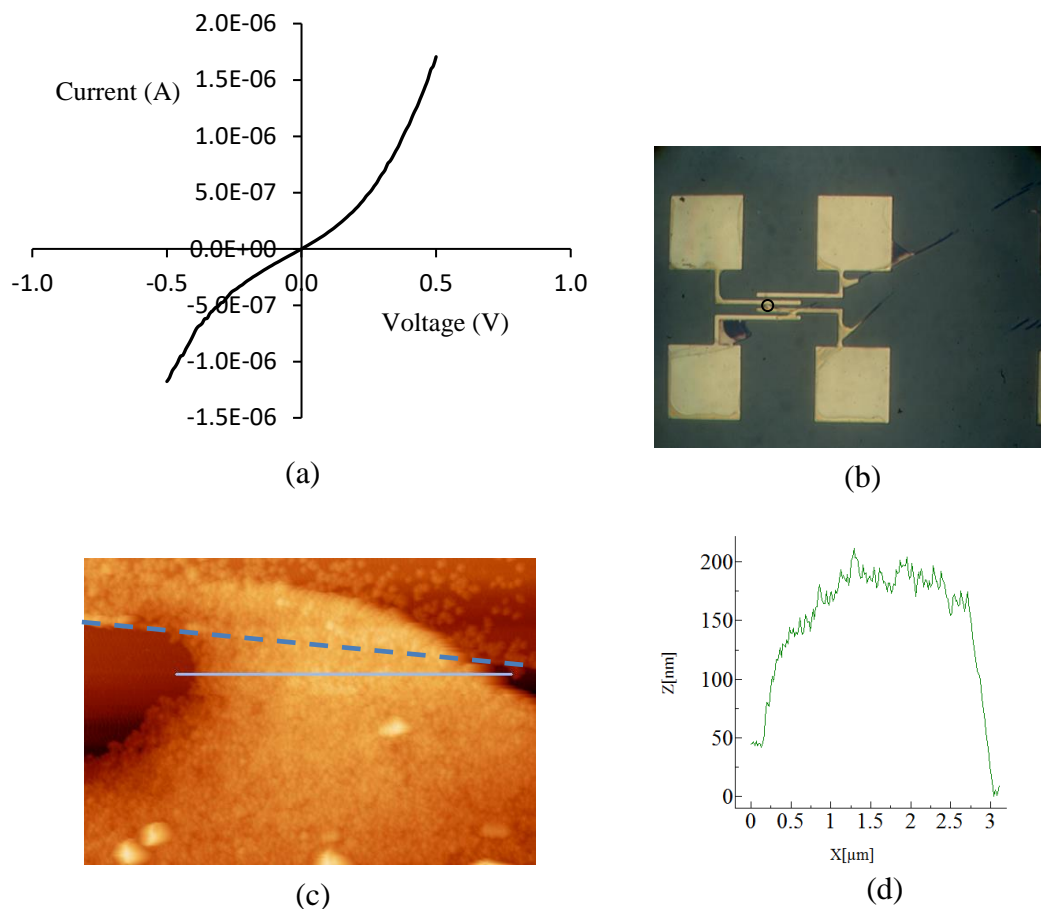 2.0E-06
1.5E-06
Current (A)
1.0E-06
5.0E-07
0.0E+00
-1.0 -0.5 0.0 0.5 1.0
-5.0E-07
Voltage (V)
-1.0E-06
-1.5E-06
(a)
(b)
200
150
Z[nm]
100
50
0
0 0.5 1 1.5 2 2.5 3
X[µm]
(c)
(d)